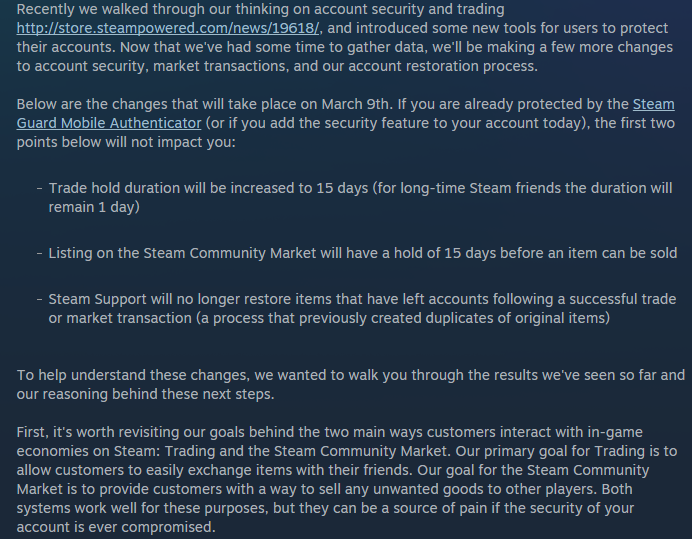 Recently we walked through our thinking on account security and trading
http://store.steampowered.com/news/19618/, and introduced some new tools for users to protect
their accounts. Now that we've had some time to gather data, we'll be making a few more changes
to account security, market transactions, and our account restoration process.
Below are the changes that will take place on March 9th. If you are already protected by the Steam
Guard Mobile Authenticator (or if you add the security feature to your account today), the first two
points below will not impact you:
- Trade hold duration will be increased to 15 days (for long-time Steam friends the duration will
remain 1 day)
- Listing on the Steam Community Market will have a hold of 15 days before an item can be sold
- Steam Support will no longer restore items that have left accounts following a successful trade
or market transaction (a process that previously created duplicates of original items)
To help understand these changes, we wanted to walk you through the results we've seen so far and
our reasoning behind these next steps.
First, it's worth revisiting our goals behind the two main ways customers interact with in-game
economies on Steam: Trading and the Steam Community Market. Our primary goal for Trading is to
allow customers to easily exchange items with their friends. Our goal for the Steam Community
Market is to provide customers with a way to sell any unwanted goods to other players. Both
systems work well for these purposes, but they can be a source of pain if the security of your
account is ever compromised.